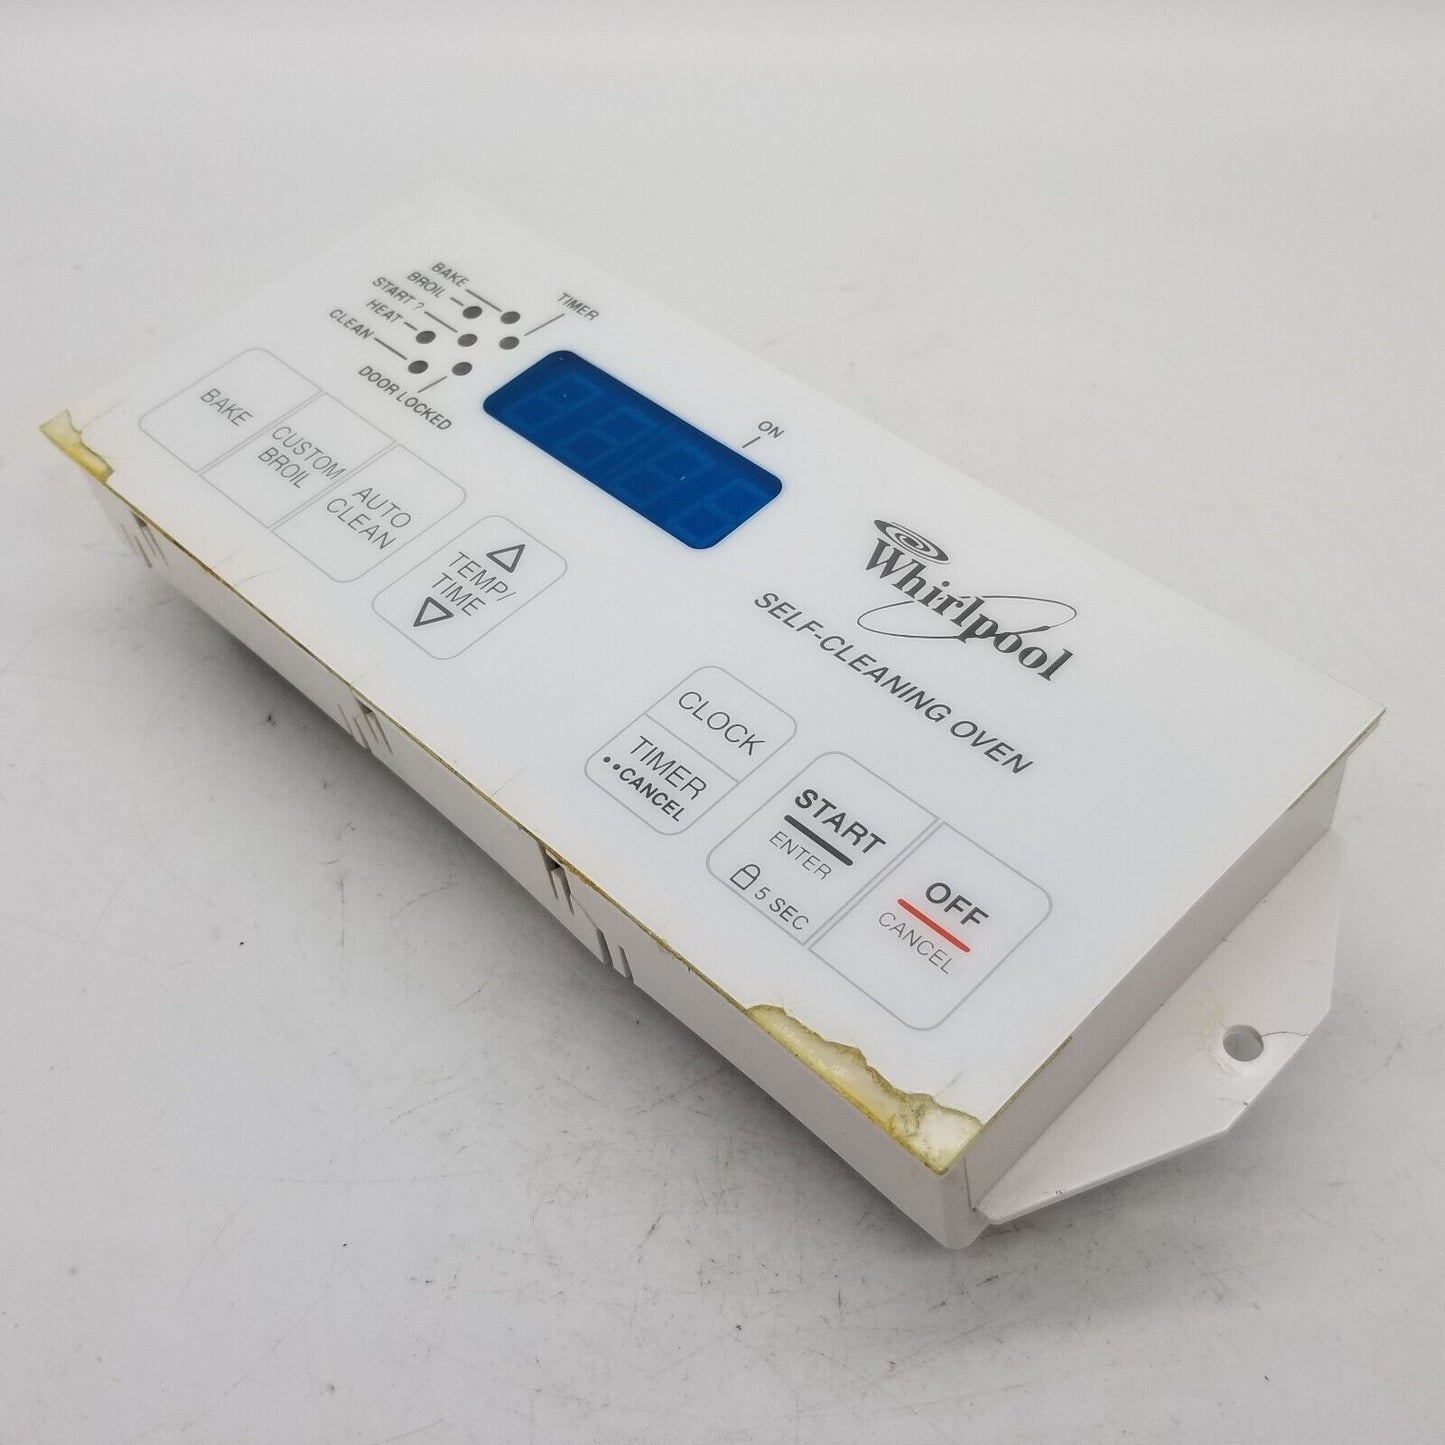 BAKE
BROIL
START ?
HEAT
CLEAN
TIMER
DOOR LOCKED
ON
BAKE
CUSTOM
BROIL
AUTO
CLEAN
TEMP/
TIME
Whirlpool
SELF-CLEANING OVEN
CLOCK
TIMER
••CANCEL
START
ENTER
5 SEC
OFF
CANCEL